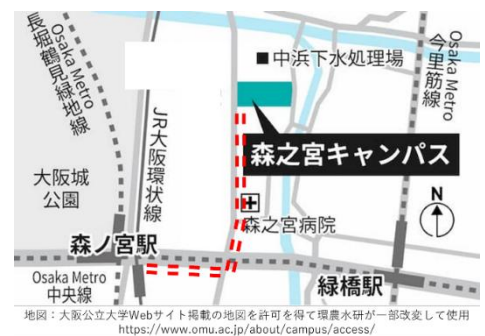 長堀鶴見緑地線
Osaka Metro
JR大阪環状線
■中浜下水処理場
Osaka Metro
今里筋線
森之宮キャンパス
大阪城
公園
N
森之宮病院
森ノ宮駅
Osaka Metro
中央線
緑橋駅
地図：大阪公立大学Webサイト掲載の地図を許可を得て環農水研が一部改変して使用
https://www.omu.ac.jp/about/campus/access/